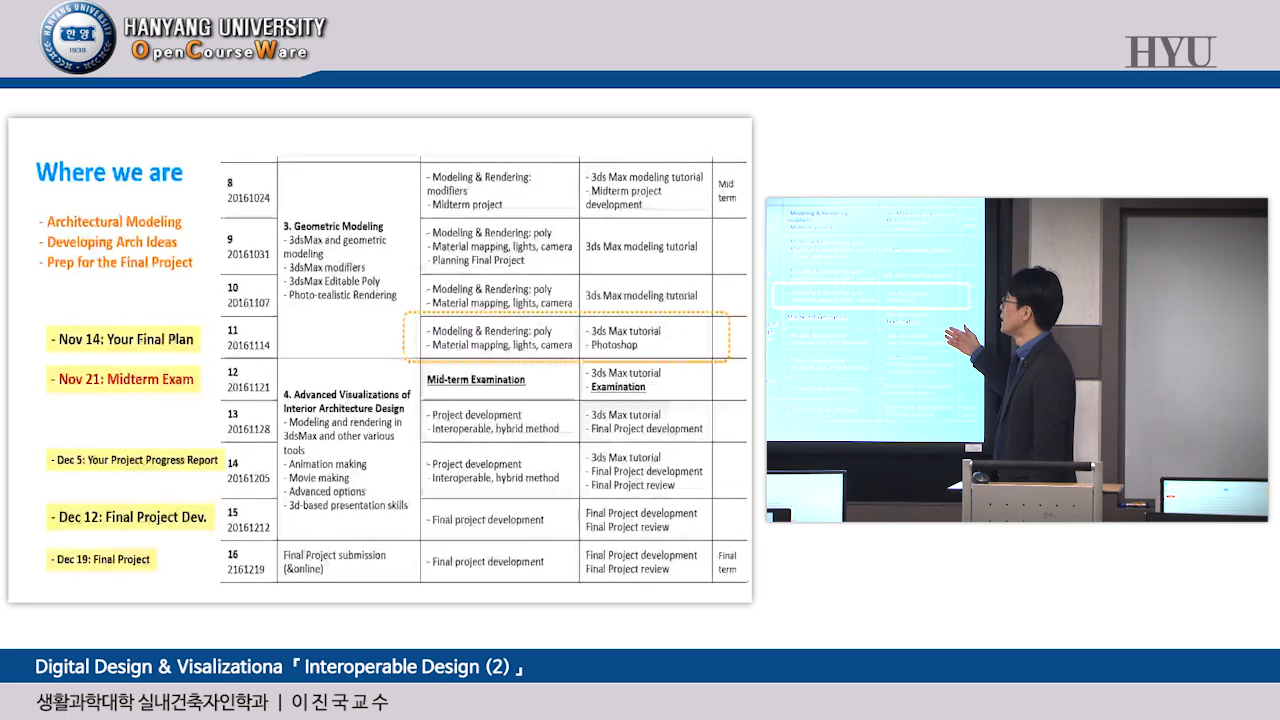 HANYANG UNIVERSITY
OpenCourseWare
HANYANG UNIVERSITY
한양
1939
HYU
Where we are
- Architectural Modeling
- Developing Arch Ideas
- Prep for the Final Project
- Nov 14: Your Final Plan
- Nov 21: Midterm Exam
- Dec 5: Your Project Progress Report
- Dec 12: Final Project Dev.
- Dec 19: Final Project
8
20161024
- Modeling & Rendering:
modifiers
- Midterm project
- 3ds Max modeling tutorial
- Midterm project
development
Mid
term
3. Geometric Modeling
- 3dsMax and geometric
modeling
- 3dsMax modifiers
- 3dsMax Editable Poly
- Photo-realistic Rendering
9
20161031
- Modeling & Rendering: poly
- Material mapping, lights, camera
- Planning Final Project
3ds Max modeling tutorial
10
20161107
- Modeling & Rendering: poly
- Material mapping, lights, camera
3ds Max modeling tutorial
11
20161114
- Modeling & Rendering: poly
- Material mapping, lights, camera
- 3ds Max tutorial
- Photoshop
12
20161121
Mid-term Examination
- 3ds Max tutorial
- Examination
4. Advanced Visualizations of
Interior Architecture Design
- Modeling and rendering in
3dsMax and other various
tools
- Animation making
- Movie making
- Advanced options
- 3d-based presentation skills
13
20161128
- Project development
- Interoperable, hybrid method
- 3ds Max tutorial
- Final Project development
14
20161205
- Project development
- Interoperable, hybrid method
- 3ds Max tutorial
- Final Project development
- Final Project review
15
20161212
- Final project development
Final Project development
Final Project review
16
2161219
Final Project submission
(&online)
- Final project development
Final Project development
Final Project review
Final
term
Digital Design & Visalizationa 「 Interoperable Design (2) 」
생활과학대학 실내건축자인학과 | 이 진 국 교 수